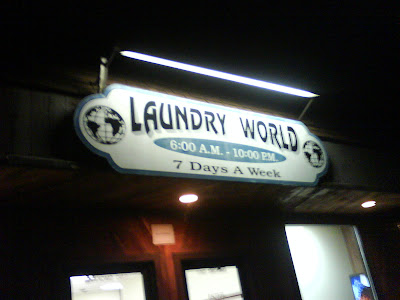 LAUNDRY WORLD
6:00 A.M. - 10:00 P.M.
7 Days A Week